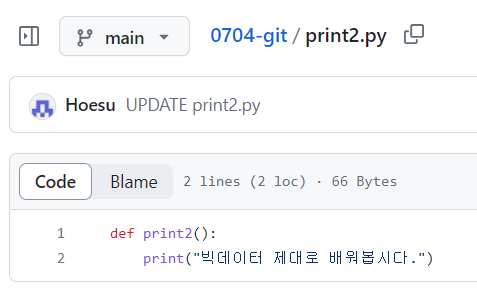 main 0704-git / print2.py
Hoesu UPDATE print2.py
Code Blame 2 lines (2 loc) · 66 Bytes
1 def print2():
2 print("빅데이터 제대로 배워봅시다.")